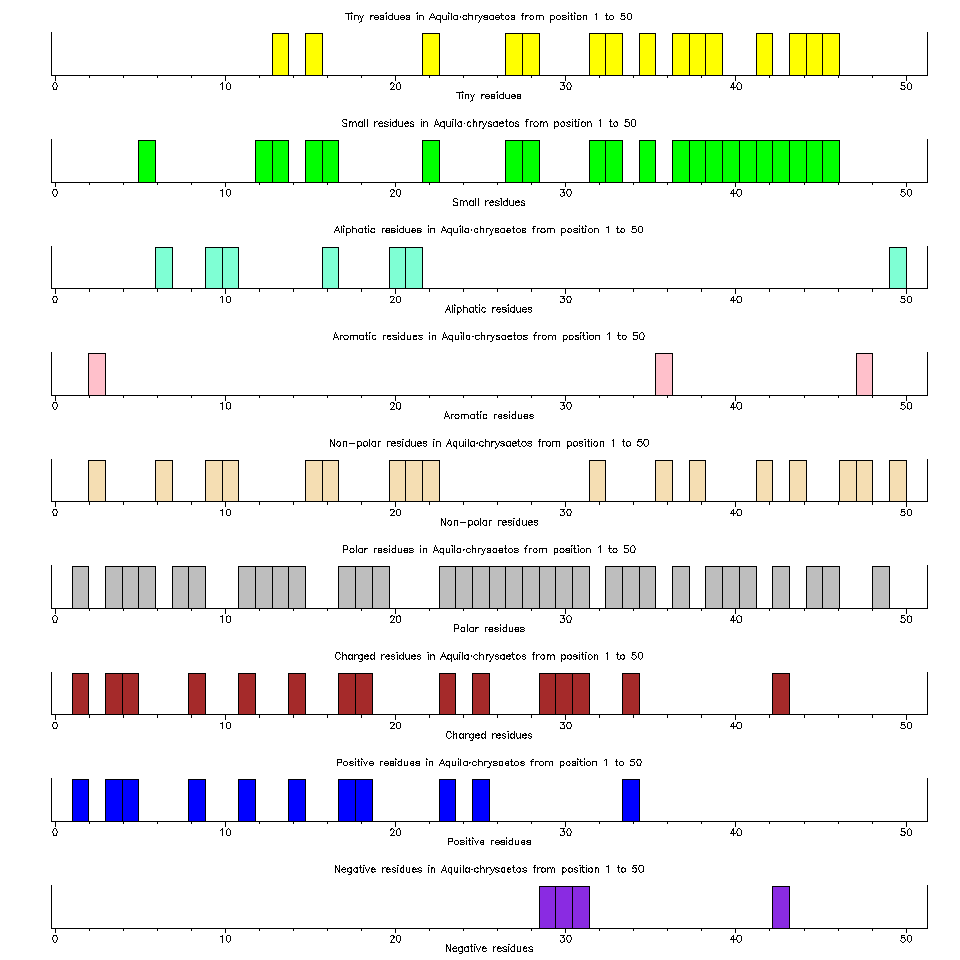 Tiny residues in Aquila-chrysaetos from position 1 to 50
0 10 20 30 40 50
Tiny residues
Small residues in Aquila-chrysaetos from position 1 to 50
0 10 20 30 40 50
Small residues
Aliphatic residues in Aquila-chrysaetos from position 1 to 50
0 10 20 30 40 50
Aliphatic residues
Aromatic residues in Aquila-chrysaetos from position 1 to 50
0 10 20 30 40 50
Aromatic residues
Non-polar residues in Aquila-chrysaetos from position 1 to 50
0 10 20 30 40 50
Non-polar residues
Polar residues in Aquila-chrysaetos from position 1 to 50
0 10 20 30 40 50
Polar residues
Charged residues in Aquila-chrysaetos from position 1 to 50
0 10 20 30 40 50
Charged residues
Positive residues in Aquila-chrysaetos from position 1 to 50
0 10 20 30 40 50
Positive residues
Negative residues in Aquila-chrysaetos from position 1 to 50
0 10 20 30 40 50
Negative residues